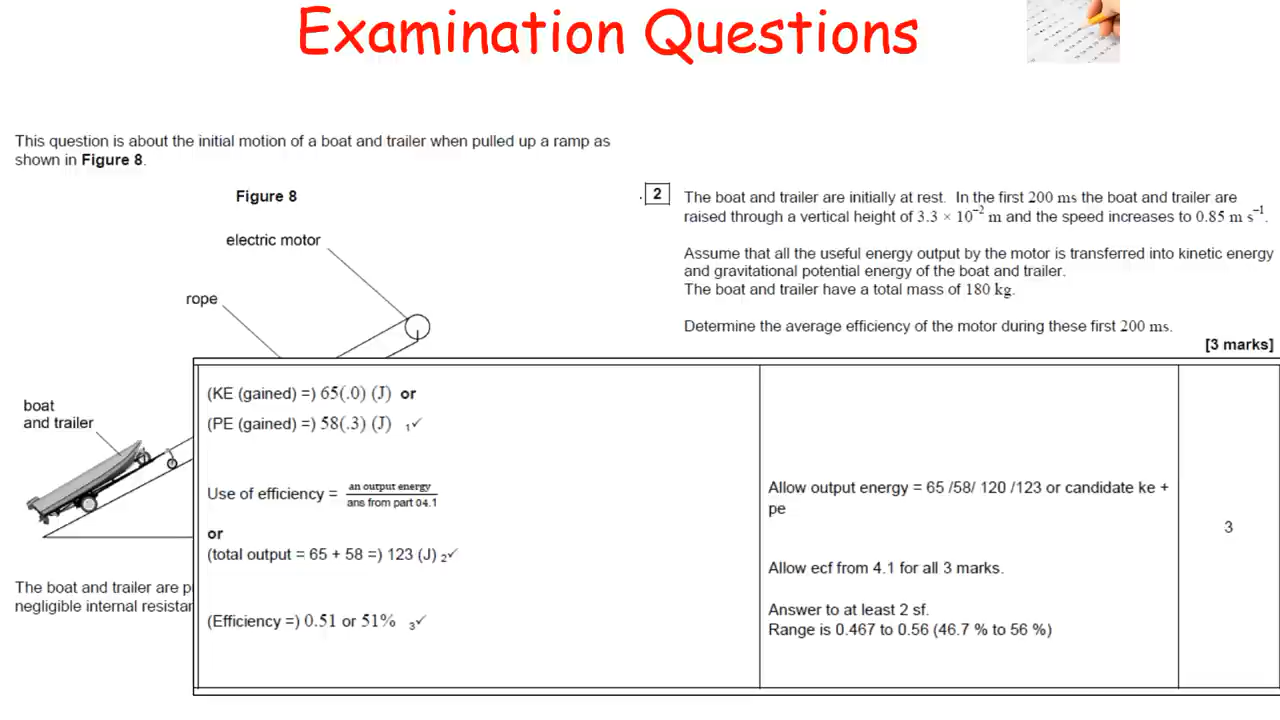 Examination Questions
This question is about the initial motion of a boat and trailer when pulled up a ramp as
shown in Figure 8.
Figure 8
electric motor
rope
boat
and trailer
The boat and trailer are p
negligible internal resistan
. 2
The boat and trailer are initially at rest. In the first 200 ms the boat and trailer are
raised through a vertical height of 3.3 × 10⁻² m and the speed increases to 0.85 m s⁻¹.
Assume that all the useful energy output by the motor is transferred into kinetic energy
and gravitational potential energy of the boat and trailer.
The boat and trailer have a total mass of 180 kg.
Determine the average efficiency of the motor during these first 200 ms.
[3 marks]
(KE (gained) =) 65(.0) (J) or
(PE (gained) =) 58(.3) (J) 1✓
Use of efficiency = an output energy / ans from part 04.1
or
(total output = 65 + 58 =) 123 (J) 2✓
(Efficiency =) 0.51 or 51% 3✓
Allow output energy = 65 /58/ 120 /123 or candidate ke +
pe
Allow ecf from 4.1 for all 3 marks.
Answer to at least 2 sf.
Range is 0.467 to 0.56 (46.7 % to 56 %)
3